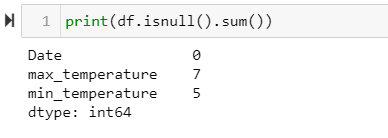 1 print(df.isnull().sum())
Date 0
max_temperature 7
min_temperature 5
dtype: int64